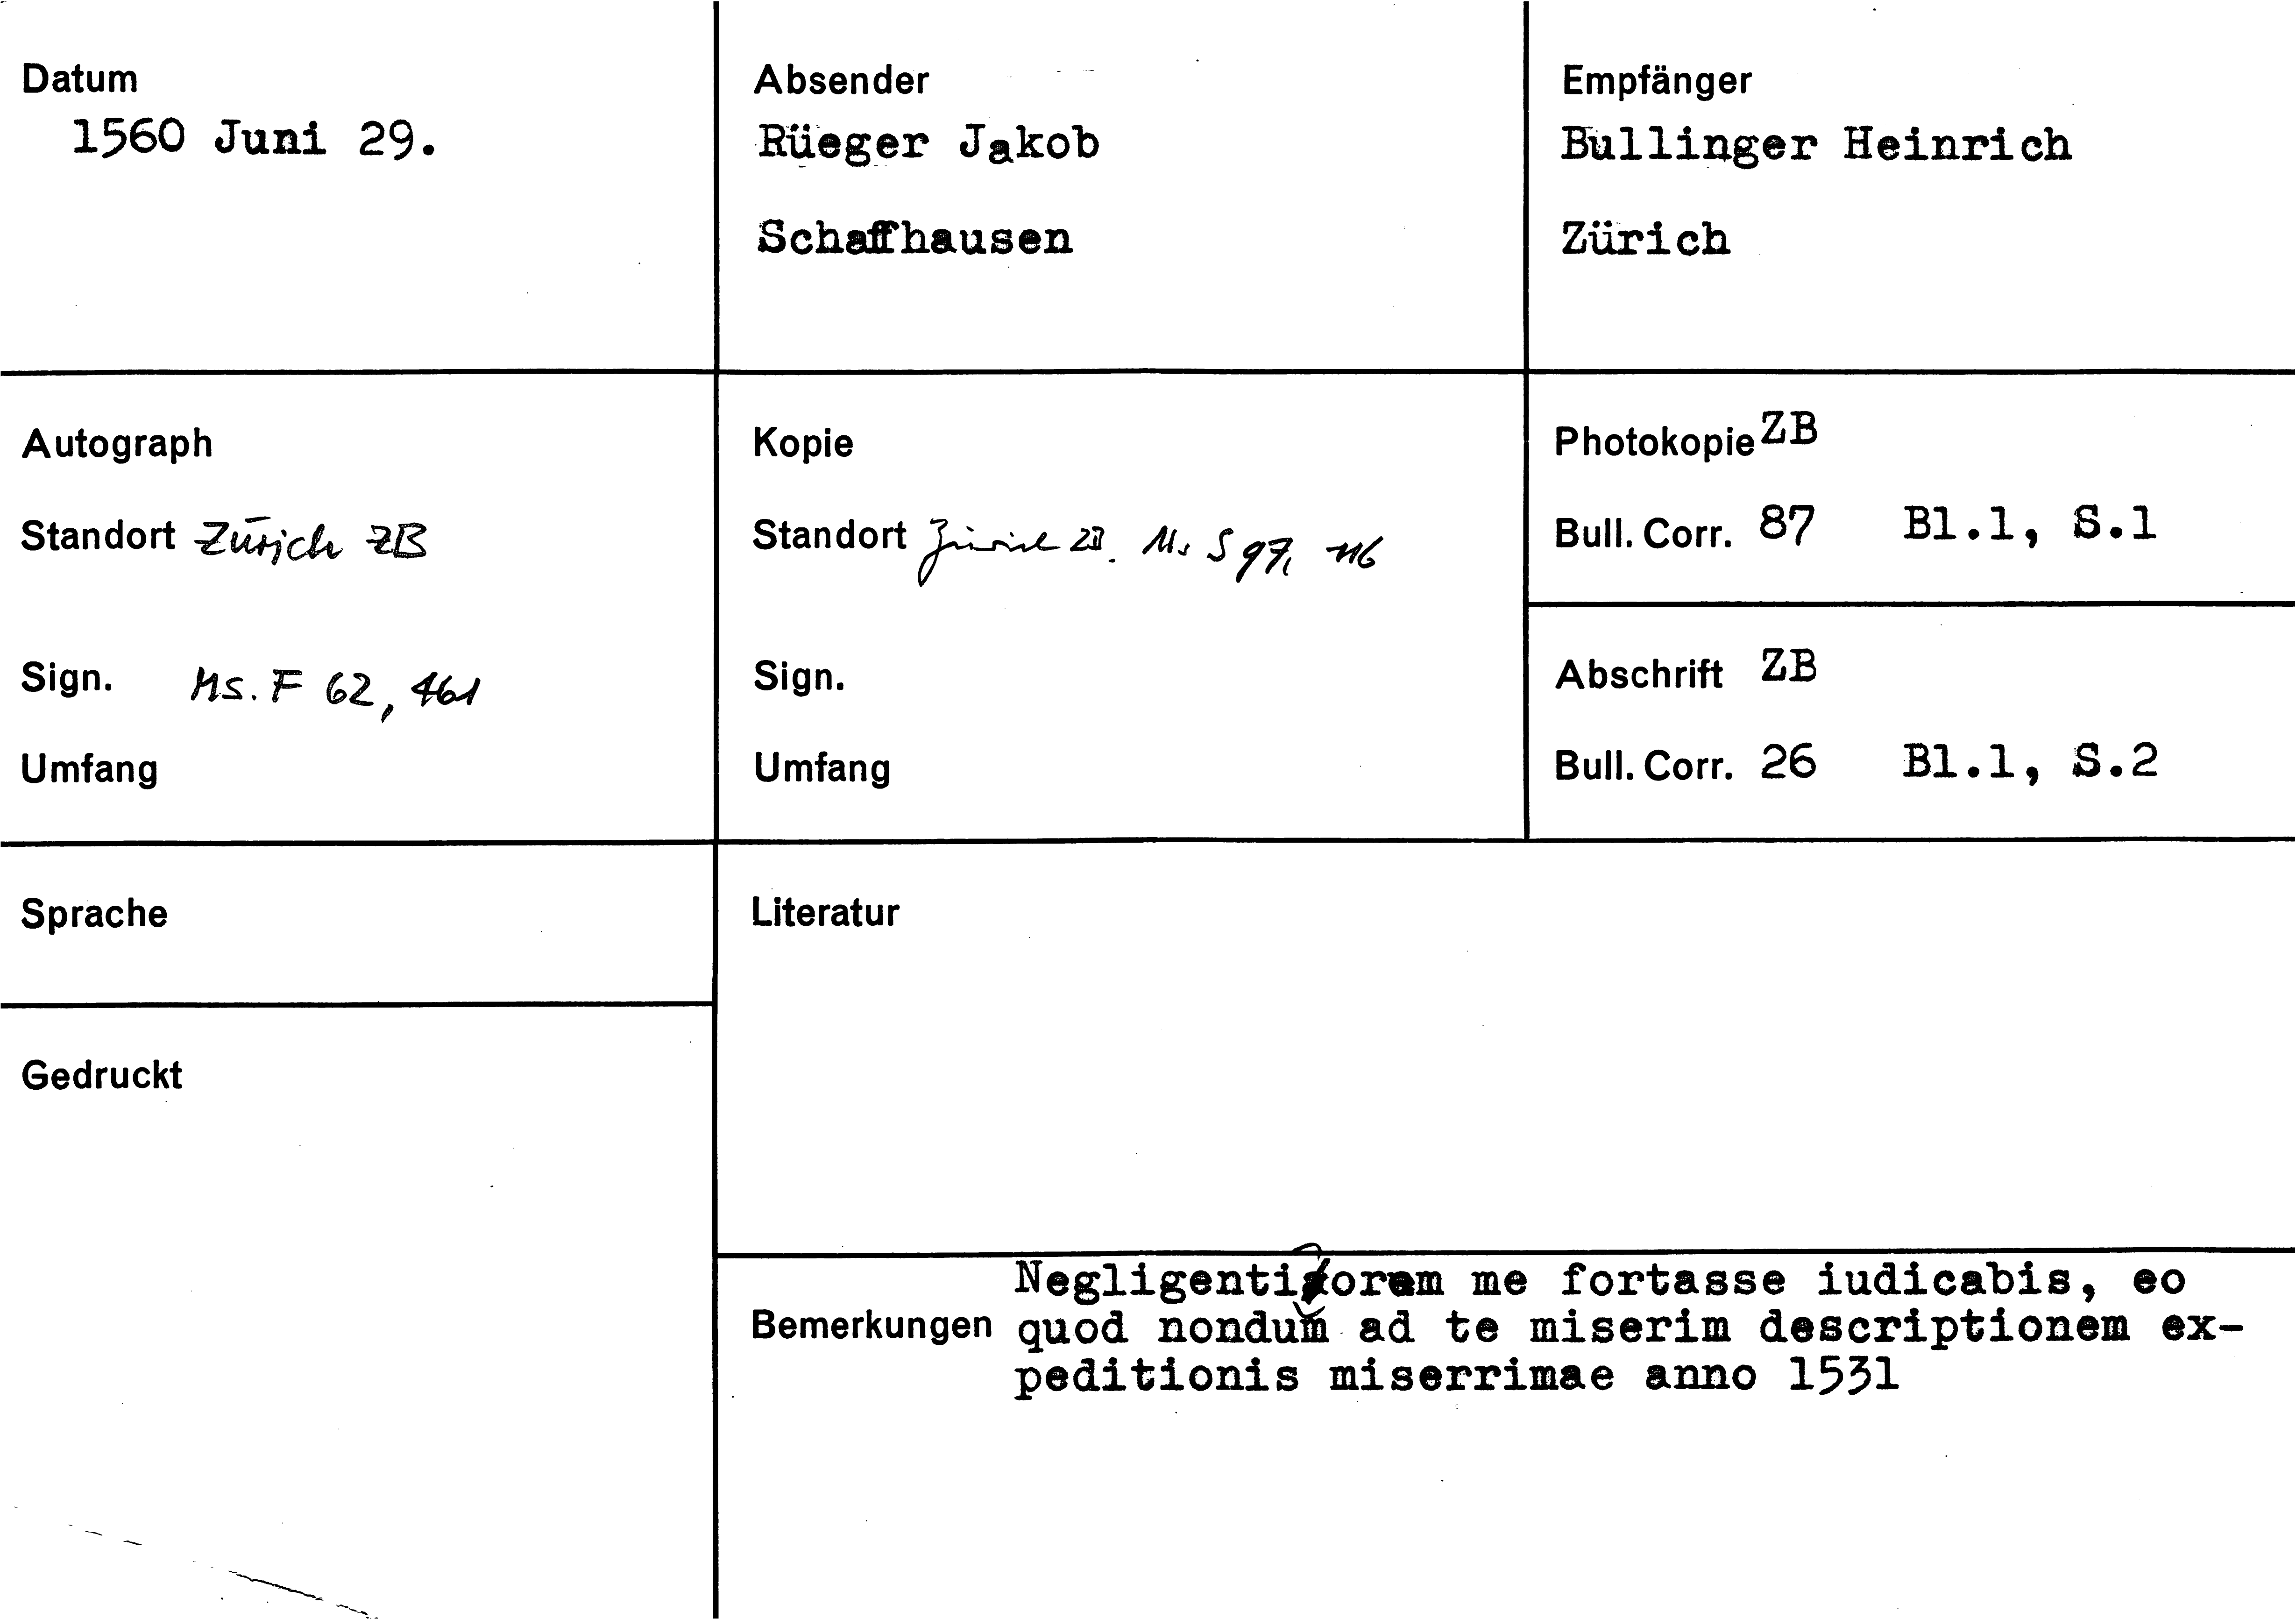 Datum
1560 Juni 29.
Absender
Rüeger Jakob
Schaffhausen
Empfänger
Bullinger Heinrich
Zürich
Autograph
Standort Zürich ZB
Sign. Ms. F 62, 461
Umfang
Kopie
Standort Zürich ZB. Ms S 97, 116
Sign.
Umfang
Photokopie ZB
Bull. Corr. 87 Bl.1, S.1
Abschrift ZB
Bull. Corr. 26 Bl.1, S.2
Sprache
Literatur
Gedruckt
Bemerkungen
Negligentiorem me fortasse iudicabis, eo
quod nondum ad te miserim descriptionem ex-
peditionis miserrimae anno 1531